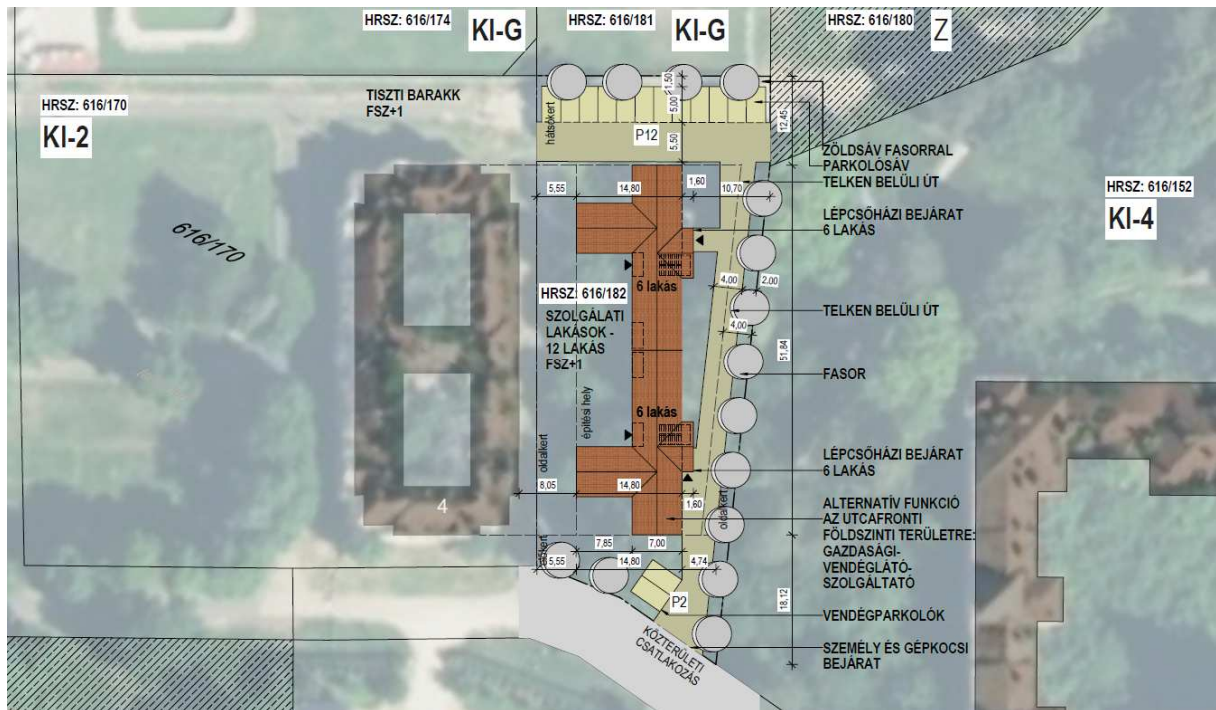 HRSZ: 616/174
HRSZ: 616/181
HRSZ: 616/180
KI-G
KI-G
Z
HRSZ: 616/170
KI-2
TISZTI BARAKK
FSZ+1
hátsókert
P12
1,50
5,00
5,50
12,45
ZÖLDSÁV FASORRAL
PARKOLÓSÁV
TELKEN BELÜLI ÚT
HRSZ: 616/152
KI-4
5,55
14,80
1,60
10,70
LÉPCSŐHÁZI BEJÁRAT
6 LAKÁS
616/170
6 lakás
4,00
2,00
HRSZ: 616/182
SZOLGÁLATI
LAKÁSOK -
12 LAKÁS
FSZ+1
TELKEN BELÜLI ÚT
4,00
51,84
FASOR
építési hely
6 lakás
oldalkert
LÉPCSŐHÁZI BEJÁRAT
6 LAKÁS
8,05
14,80
1,60
oldalkert
4
ALTERNATÍV FUNKCIÓ
AZ UTCAFRONTI
FÖLDSZINTI TERÜLETRE:
GAZDASÁGI-
VENDÉGLÁTÓ-
SZOLGÁLTATÓ
7,85
7,00
5,55
14,80
4,74
18,12
P2
VENDÉGPARKOLÓK
KÖZTERÜLETI
CSATLAKOZÁS
SZEMÉLY ÉS GÉPKOCSI
BEJÁRAT